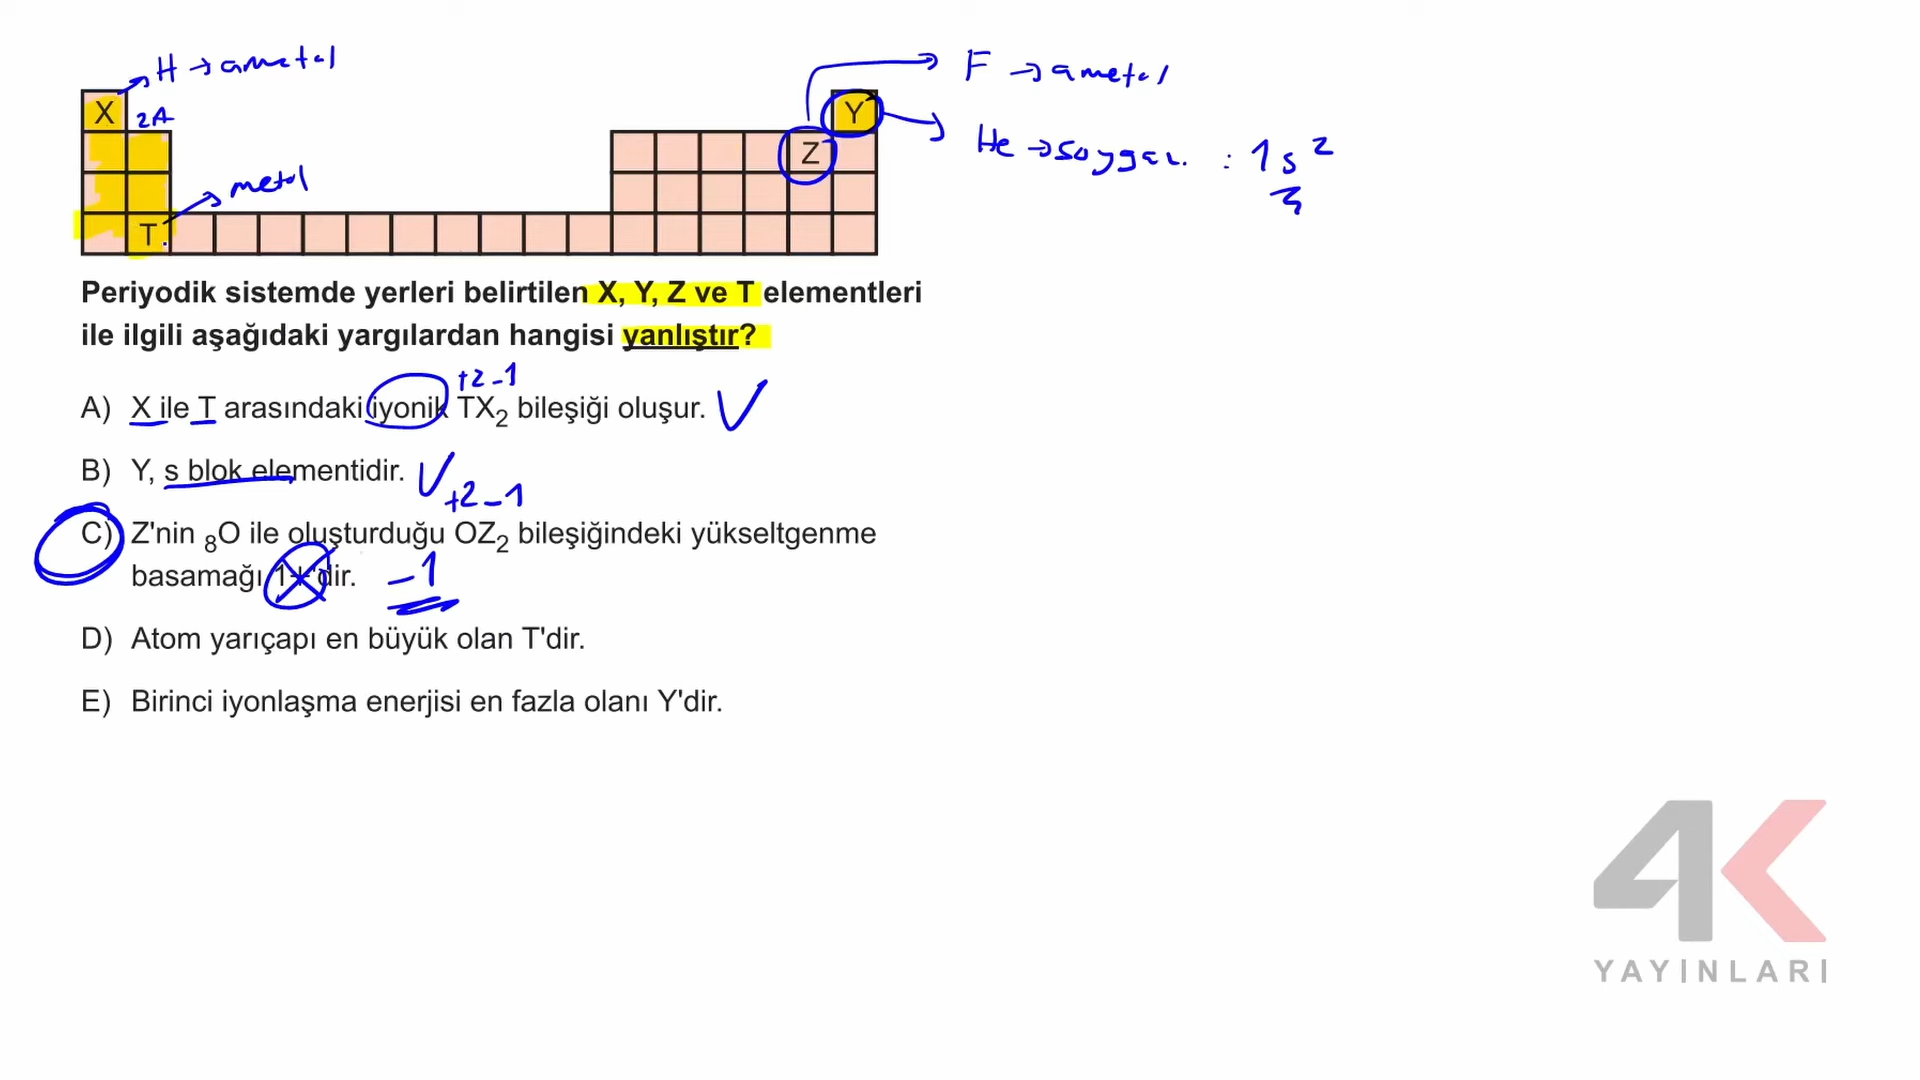 H → ametal
F → ametal
X
2A
Y
He → soygaz. : 1s²
Z
metal
T
Periyodik sistemde yerleri belirtilen X, Y, Z ve T elementleri
ile ilgili aşağıdaki yargılardan hangisi yanlıştır?
+2 -1
A) X ile T arasındaki iyonik TX₂ bileşiği oluşur.
B) Y, s blok elementidir.
+2 -1
C) Z'nin ₈O ile oluşturduğu OZ₂ bileşiğindeki yükseltgenme
basamağı 1+'dir. -1
D) Atom yarıçapı en büyük olan T'dir.
E) Birinci iyonlaşma enerjisi en fazla olanı Y'dir.
4K
YAYINLARI